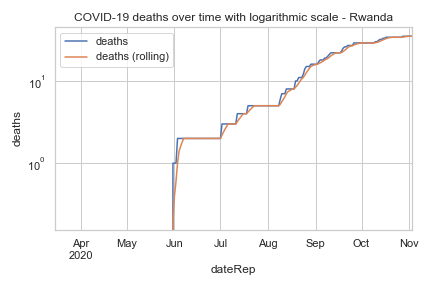 COVID-19 deaths over time with logarithmic scale - Rwanda
deaths
deaths (rolling)
10¹
10⁰
deaths
Apr
2020
May
Jun
Jul
Aug
Sep
Oct
Nov
dateRep